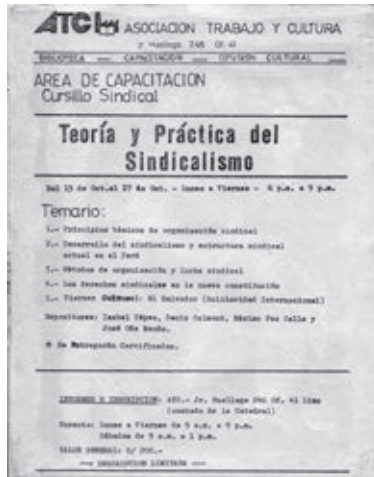 ATC ASOCIACION TRABAJO Y CULTURA
Jr Huallaga 246 Of 41
BIBLIOTECA — CAPACITACION — DIFUSION CULTURAL
AREA DE CAPACITACION
Cursillo Sindical
Teoría y Práctica del
Sindicalismo
Del 15 de Oct. al 27 de Oct. - Lunes a Viernes - 6 p.m. a 9 p.m.
Temario:
1.- Principios básicos de organización sindical
2.- Desarrollo del sindicalismo y estructura sindical
actual en el Perú
3.- Métodos de organización y lucha sindical
4.- Los derechos sindicales en la nueva constitución
5.- Viernes Cultural: El Salvador (Solidaridad Internacional)
Expositores: Isabel Yépez, Denis Sulmont, Máximo Paz Calle y
José
Se Entregarán Certificados.
INFORMES E INSCRIPCION: ATC.- Jr. Huallaga 246 Of. 41 Lima
(costado de la Catedral)
Horario: Lunes a Viernes de 9 a.m. a 9 p.m.
Sábados de 9 a.m. a 1 p.m.
VALOR GENERAL: S/
INSCRIPCION LIMITADA